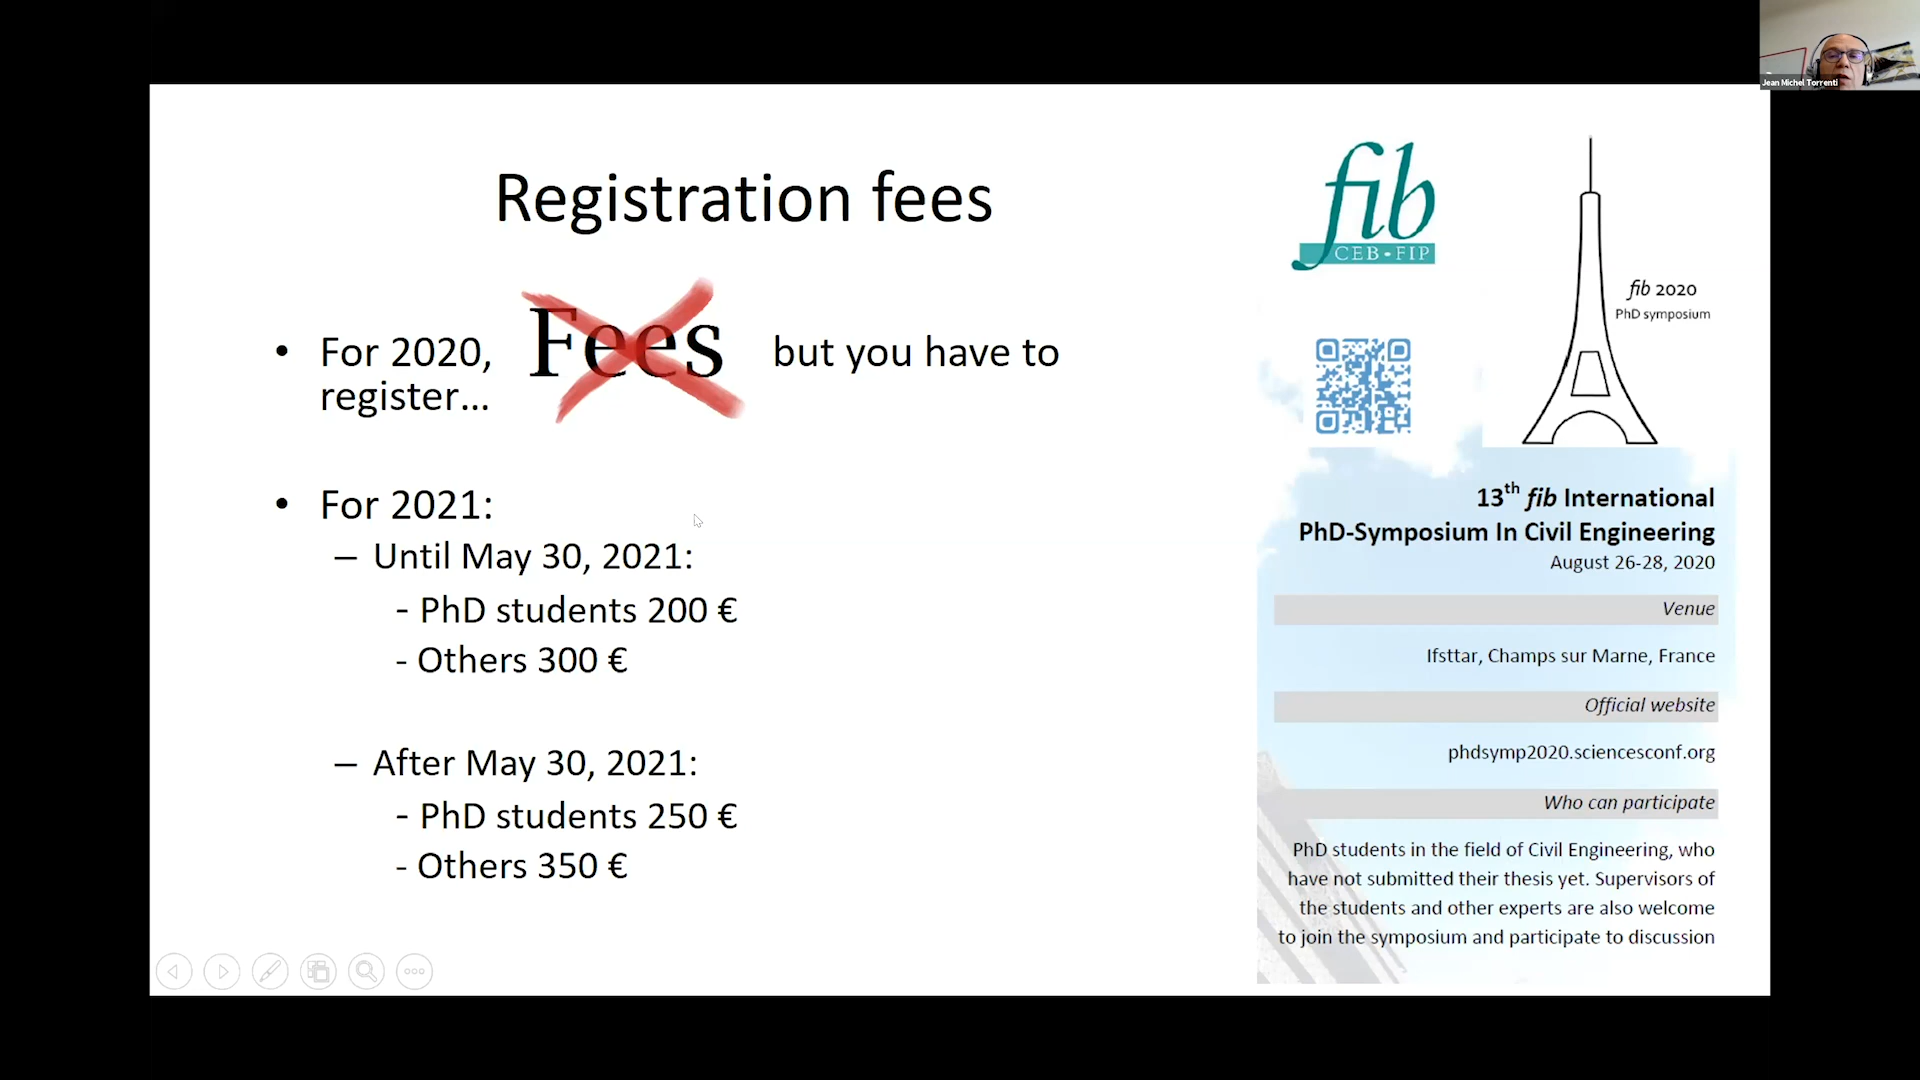 Jean Michel Torrenti
Registration fees
• For 2020, Fees but you have to
register...
• For 2021:
– Until May 30, 2021:
- PhD students 200 €
- Others 300 €
– After May 30, 2021:
- PhD students 250 €
- Others 350 €
fib
CEB-FIP
fib 2020
PhD symposium
13th fib International
PhD-Symposium In Civil Engineering
August 26-28, 2020
Venue
Ifsttar, Champs sur Marne, France
Official website
phdsymp2020.sciencesconf.org
Who can participate
PhD students in the field of Civil Engineering, who
have not submitted their thesis yet. Supervisors of
the students and other experts are also welcome
to join the symposium and participate to discussion